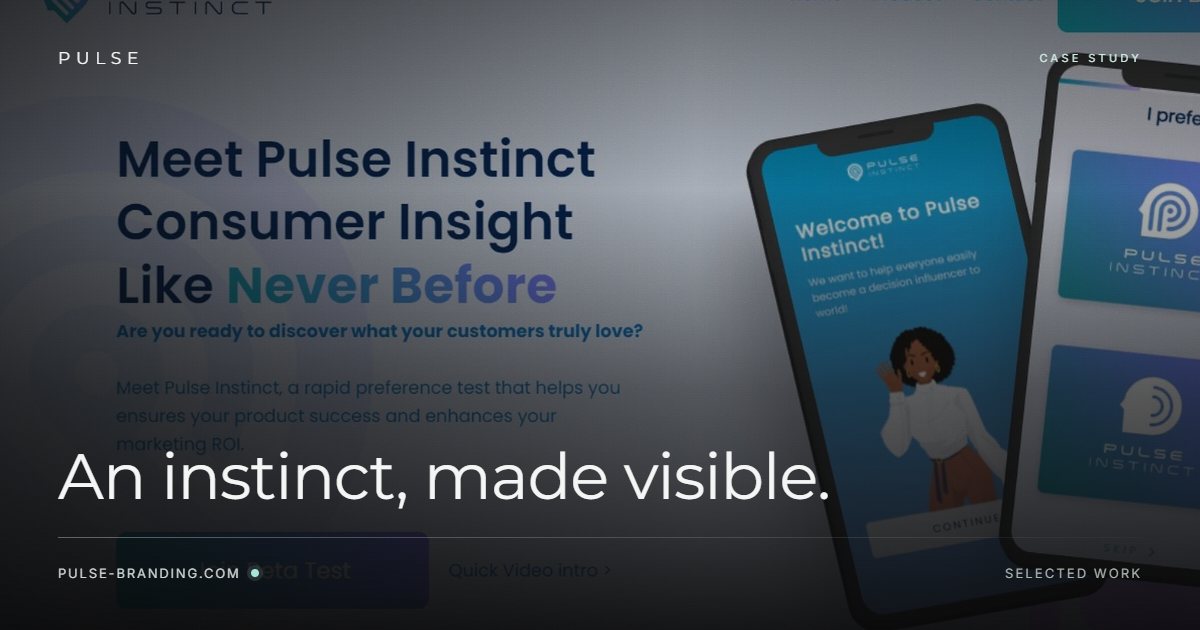 INSTINCT
PULSE
CASE STUDY
Meet Pulse Instinct
Consumer Insight
Like Never Before
Are you ready to discover what your customers truly love?
Meet Pulse Instinct, a rapid preference test that helps you
ensures your product success and enhances your
marketing ROI.
An instinct, made visible.
Beta Test
Quick Video intro >
PULSE-BRANDING.COM
SELECTED WORK
PULSE
INSTINCT
Welcome to Pulse
Instinct!
We want to help everyone easily
become a decision influencer to
world!
CONTINUE
I prefe
PULSE
INSTINCT
PULSE
INSTINCT
SKIP >